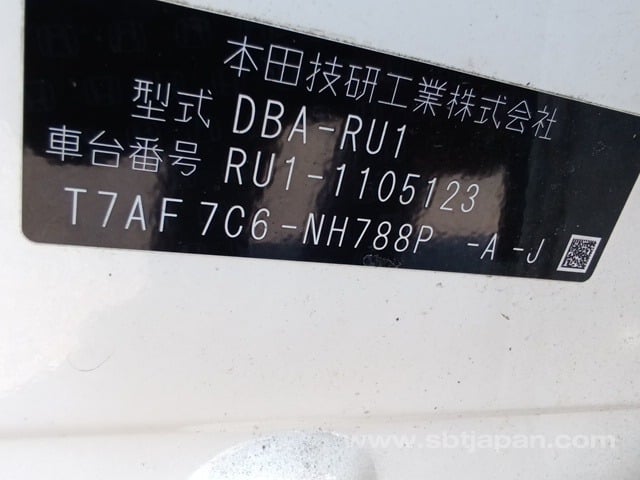 本田技研工業株式会社
型式 DBA-RU1
車台番号 RU1-1105123
T7AF 7C6-NH788P -A -J
www.sbtjapan.com